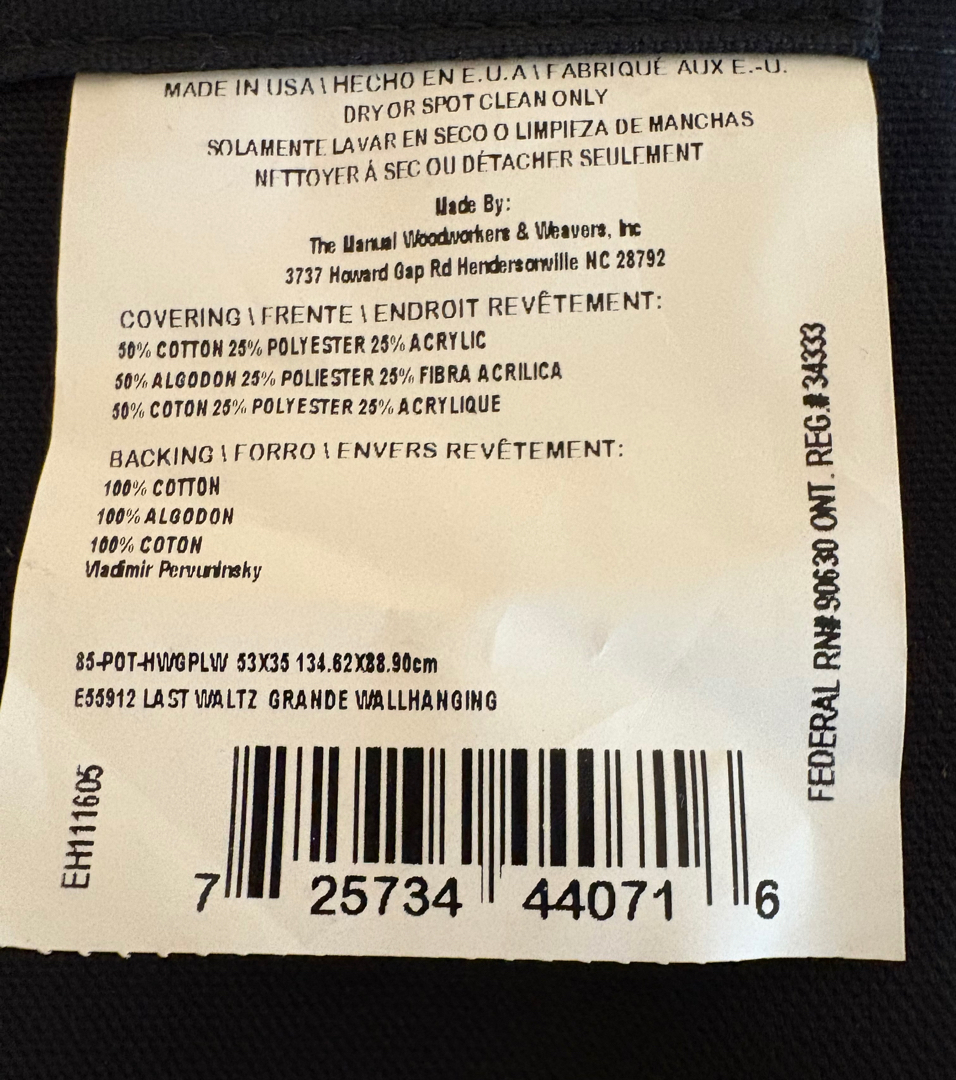 MADE IN USA \ HECHO EN E.U.A \ FABRIQUÉ AUX E.-U.
DRY OR SPOT CLEAN ONLY
SOLAMENTE LAVAR EN SECO O LIMPIEZA DE MANCHAS
NETTOYER Á SEC OU DÉTACHER SEULEMENT
Made By:
The Manual Woodworkers & Weavers, Inc
3737 Howard Gap Rd Hendersonville NC 28792
COVERING \ FRENTE \ ENDROIT REVÊTEMENT:
50% COTTON 25% POLYESTER 25% ACRYLIC
50% ALGODON 25% POLIESTER 25% FIBRA ACRILICA
50% COTON 25% POLYESTER 25% ACRYLIQUE
BACKING \ FORRO \ ENVERS REVÊTEMENT:
100% COTTON
100% ALGODON
100% COTON
Vladimir Pervuninsky
85-POT-HWGPLW 53X35 134.62X88.90cm
E55912 LAST WALTZ GRANDE WALLHANGING
EH111605
7 25734 44071 6
FEDERAL RN# 90630 ONT. REG.# 34333